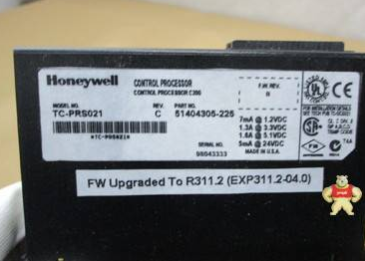 Honeywell
CONTROL PROCESSOR
CONTROL PROCESSOR C200
F.W. REV.
MODEL NO.
REV.
PART NO.
TC-PRS021
C
51404305-225
7mA @ 1.2VDC
1.3A @ 3.3VDC
1.6A @ 5.1VDC
5mA @ 24VDC
MADE IN U.S.A.
SERIAL NO.
FW Upgraded To R311.2 (EXP311.2-04.0)